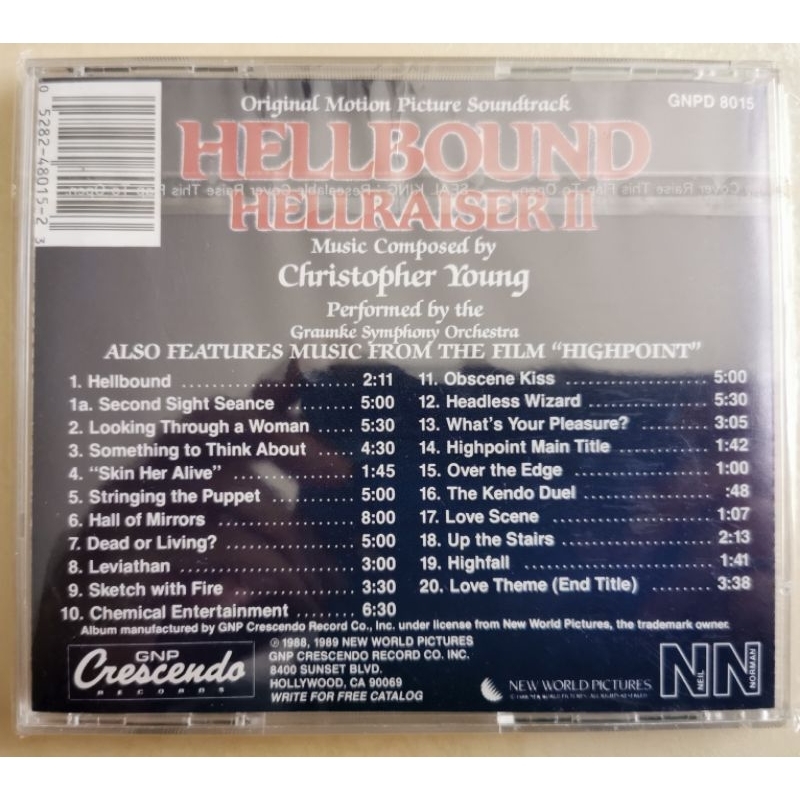 Original Motion Picture Soundtrack
GNPD 8015
HELLBOUND
HELLRAISER II
0 5282-48015-2 3
Music Composed by
Christopher Young
Performed by the
Graunke Symphony Orchestra
ALSO FEATURES MUSIC FROM THE FILM "HIGHPOINT"
1. Hellbound 2:11
1a. Second Sight Seance 5:00
2. Looking Through a Woman 5:30
3. Something to Think About 4:30
4. "Skin Her Alive" 1:45
5. Stringing the Puppet 5:00
6. Hall of Mirrors 8:00
7. Dead or Living? 5:00
8. Leviathan 3:00
9. Sketch with Fire 3:30
10. Chemical Entertainment 6:30
11. Obscene Kiss 5:00
12. Headless Wizard 5:30
13. What's Your Pleasure? 3:05
14. Highpoint Main Title 1:42
15. Over the Edge 1:00
16. The Kendo Duel :48
17. Love Scene 1:07
18. Up the Stairs 2:13
19. Highfall 1:41
20. Love Theme (End Title) 3:38
Album manufactured by GNP Crescendo Record Co., Inc. under license from New World Pictures, the trademark owner.
GNP
Crescendo
RECORDS
℗ 1988, 1989 NEW WORLD PICTURES
GNP CRESCENDO RECORD CO. INC.
8400 SUNSET BLVD.
HOLLYWOOD, CA 90069
WRITE FOR FREE CATALOG
NEW WORLD PICTURES
NN
NEIL
NORMAN